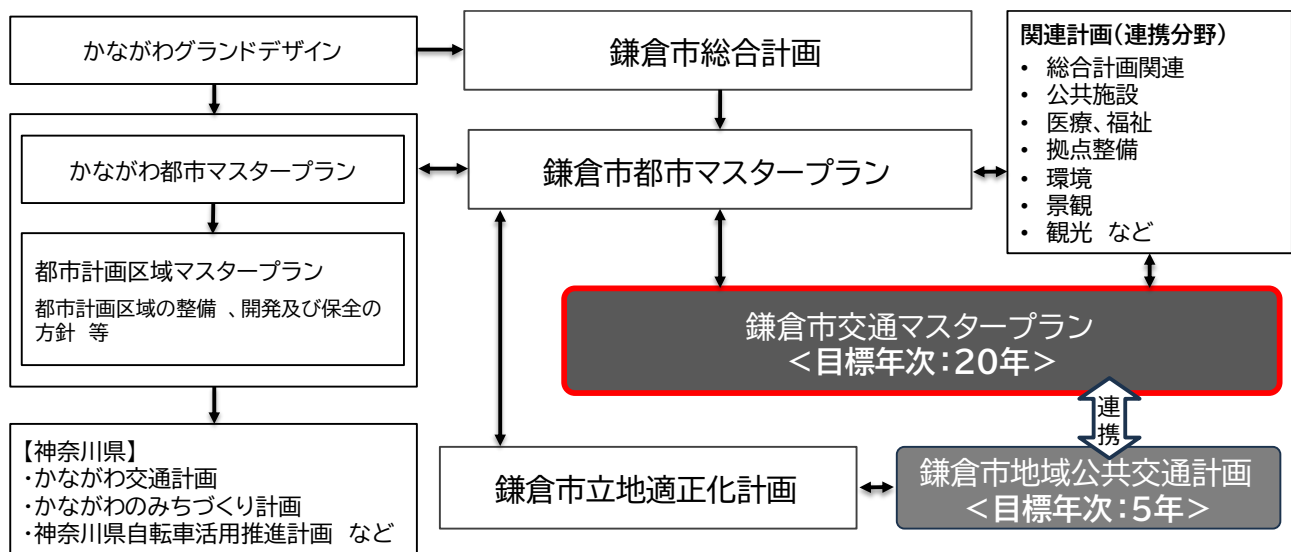 かながわグランドデザイン
鎌倉市総合計画
関連計画（連携分野）
• 総合計画関連
• 公共施設
• 医療、福祉
• 拠点整備
• 環境
• 景観
• 観光 など
かながわ都市マスタープラン
鎌倉市都市マスタープラン
都市計画区域マスタープラン
都市計画区域の整備 、開発及び保全の
方針 等
鎌倉市交通マスタープラン
＜目標年次：20年＞
連
携
【神奈川県】
・かながわ交通計画
・かながわのみちづくり計画
・神奈川県自転車活用推進計画 など
鎌倉市立地適正化計画
鎌倉市地域公共交通計画
＜目標年次：5年＞